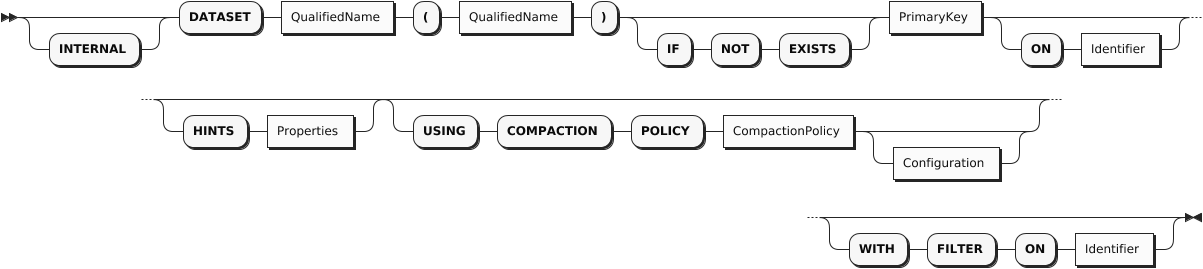 DATASET QualifiedName ( QualifiedName ) PrimaryKey
INTERNAL IF NOT EXISTS ON Identifier
HINTS Properties USING COMPACTION POLICY CompactionPolicy
Configuration
WITH FILTER ON Identifier